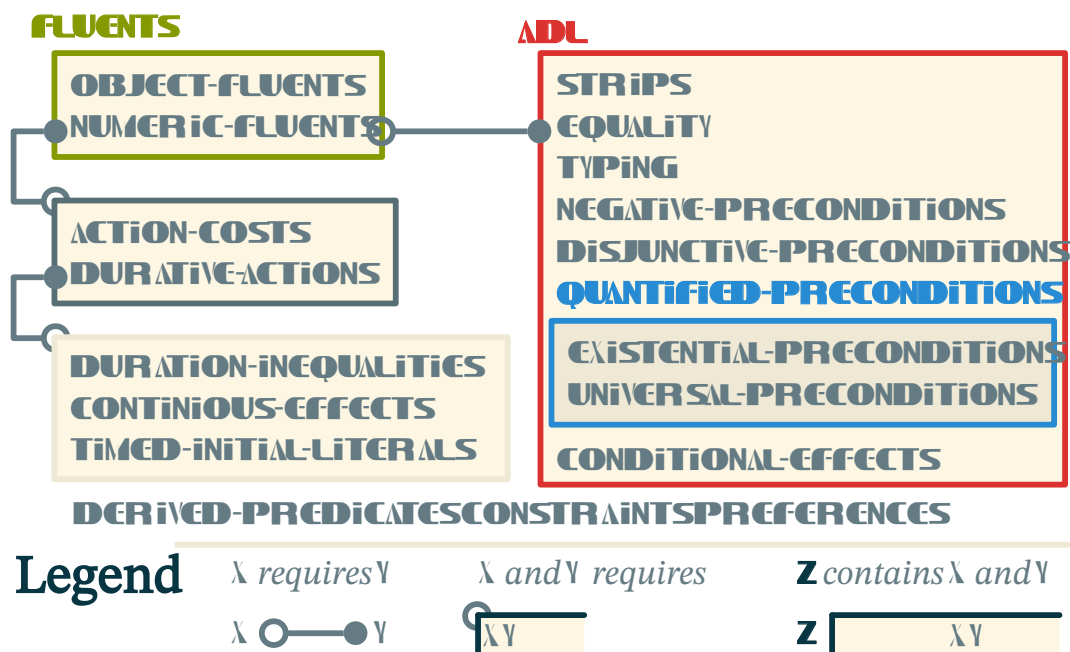 FLUENTS
OBJECT-FLUENTS
NUMERiC-FLUENTS
ACTiON-COSTS
DURATiVE-ACTiONS
DURATiON-iNEQUALiTiES
CONTiNiOUS-EFFECTS
TiMED-iNiTiAL-LiTERALS
ADL
STRiPS
EQUALiTY
TYPiNG
NEGATiVE-PRECONDiTiONS
DiSJUNCTiVE-PRECONDiTiONS
QUANTiFiED-PRECONDiTiONS
EXiSTENTiAL-PRECONDiTiONS
UNiVERSAL-PRECONDiTiONS
CONDiTiONAL-EFFECTS
DERiVED-PREDiCATESCONSTRAiNTSPREFERENCES
Legend
X requires Y
X and Y requires
Z contains X and Y
X Y
X Y
Z X Y